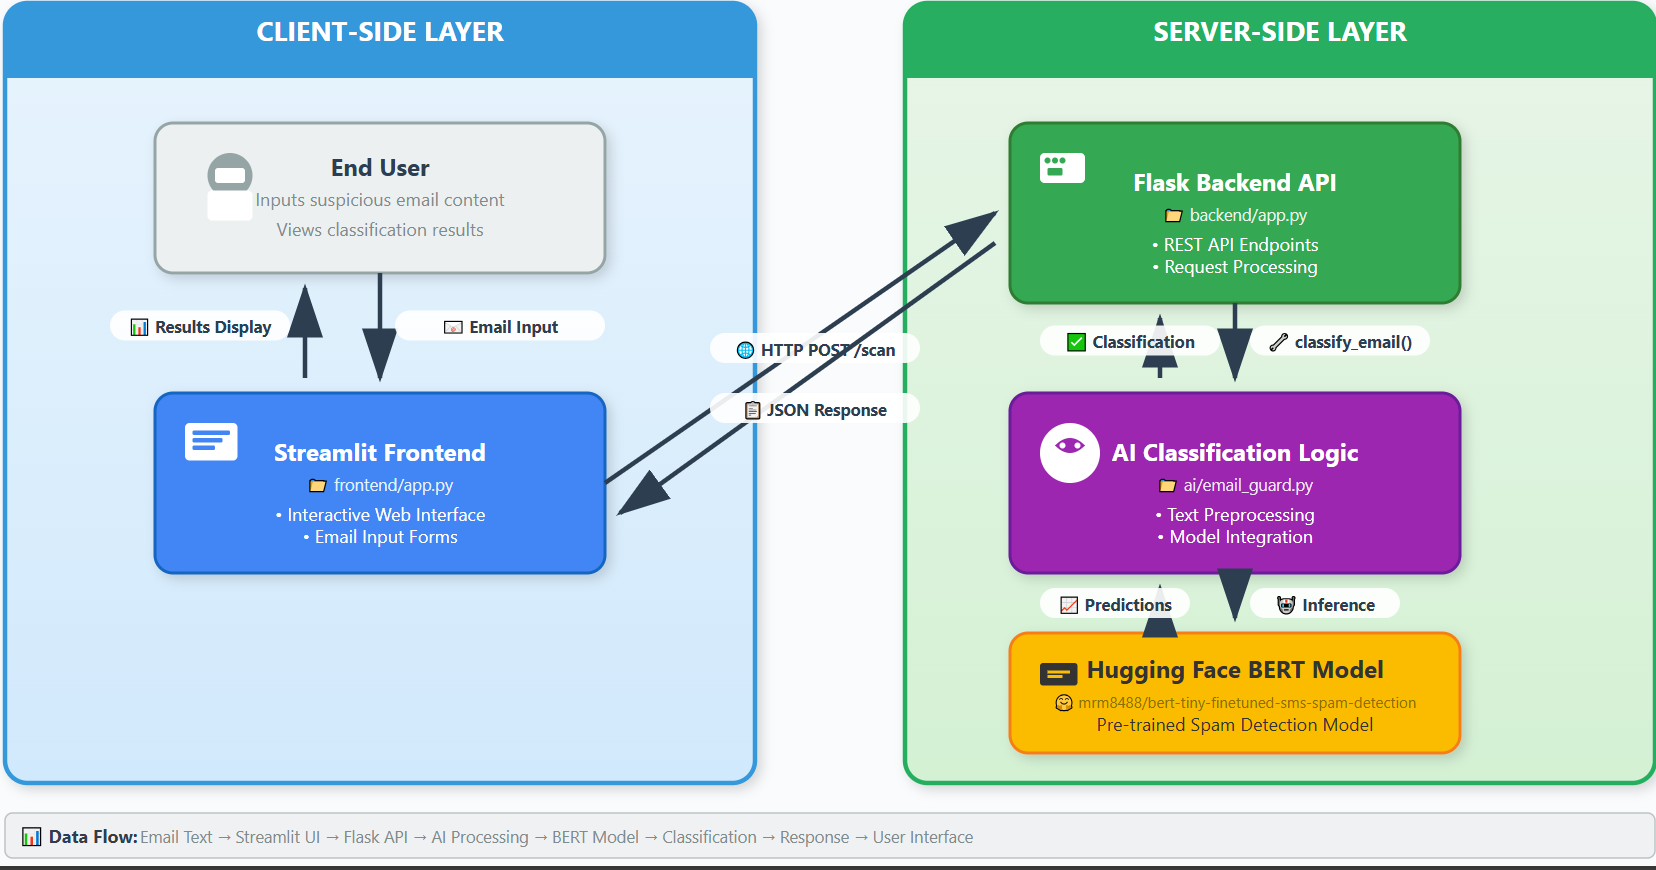 CLIENT-SIDE LAYER
End User
Inputs suspicious email content
Views classification results
📊 Results Display
📧 Email Input
Streamlit Frontend
📁 frontend/app.py
• Interactive Web Interface
• Email Input Forms
🌐 HTTP POST /scan
📋 JSON Response
SERVER-SIDE LAYER
Flask Backend API
📁 backend/app.py
• REST API Endpoints
• Request Processing
✅ Classification
🔧 classify_email()
AI Classification Logic
📁 ai/email_guard.py
• Text Preprocessing
• Model Integration
📈 Predictions
🤖 Inference
Hugging Face BERT Model
🤗 mrm8488/bert-tiny-finetuned-sms-spam-detection
Pre-trained Spam Detection Model
📊 Data Flow: Email Text → Streamlit UI → Flask API → AI Processing → BERT Model → Classification → Response → User Interface